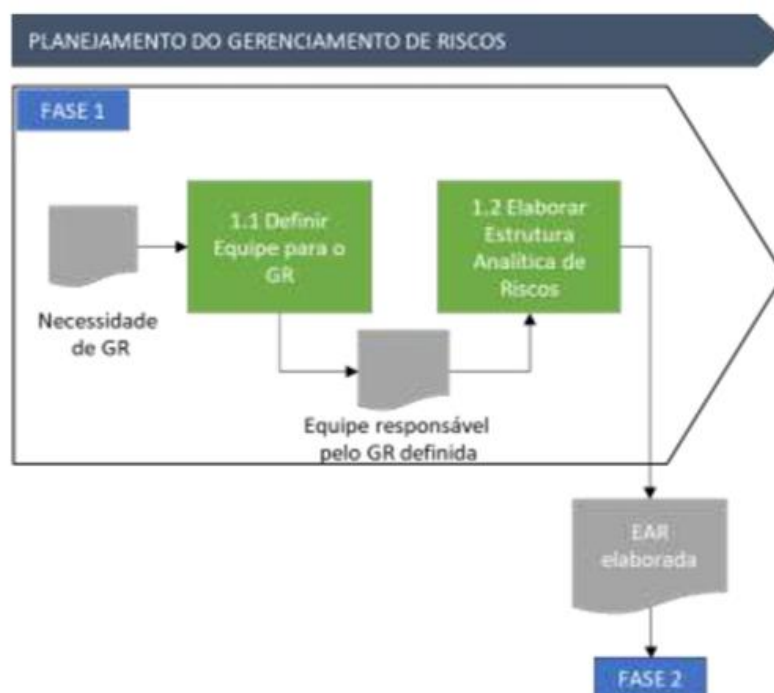 PLANEJAMENTO DO GERENCIAMENTO DE RISCOS
FASE 1
1.1 Definir
Equipe para o
GR
1.2 Elaborar
Estrutura
Analítica de
Riscos
Necessidade
de GR
Equipe responsável
pelo GR definida
EAR
elaborada
FASE 2